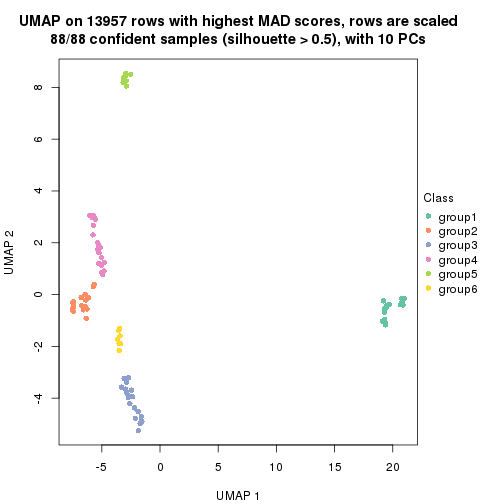 UMAP on 13957 rows with highest MAD scores, rows are scaled
88/88 confident samples (silhouette > 0.5), with 10 PCs
8
6
4
2
0
-2
-4
UMAP 2
-5
0
5
10
15
20
UMAP 1
Class
group1
group2
group3
group4
group5
group6